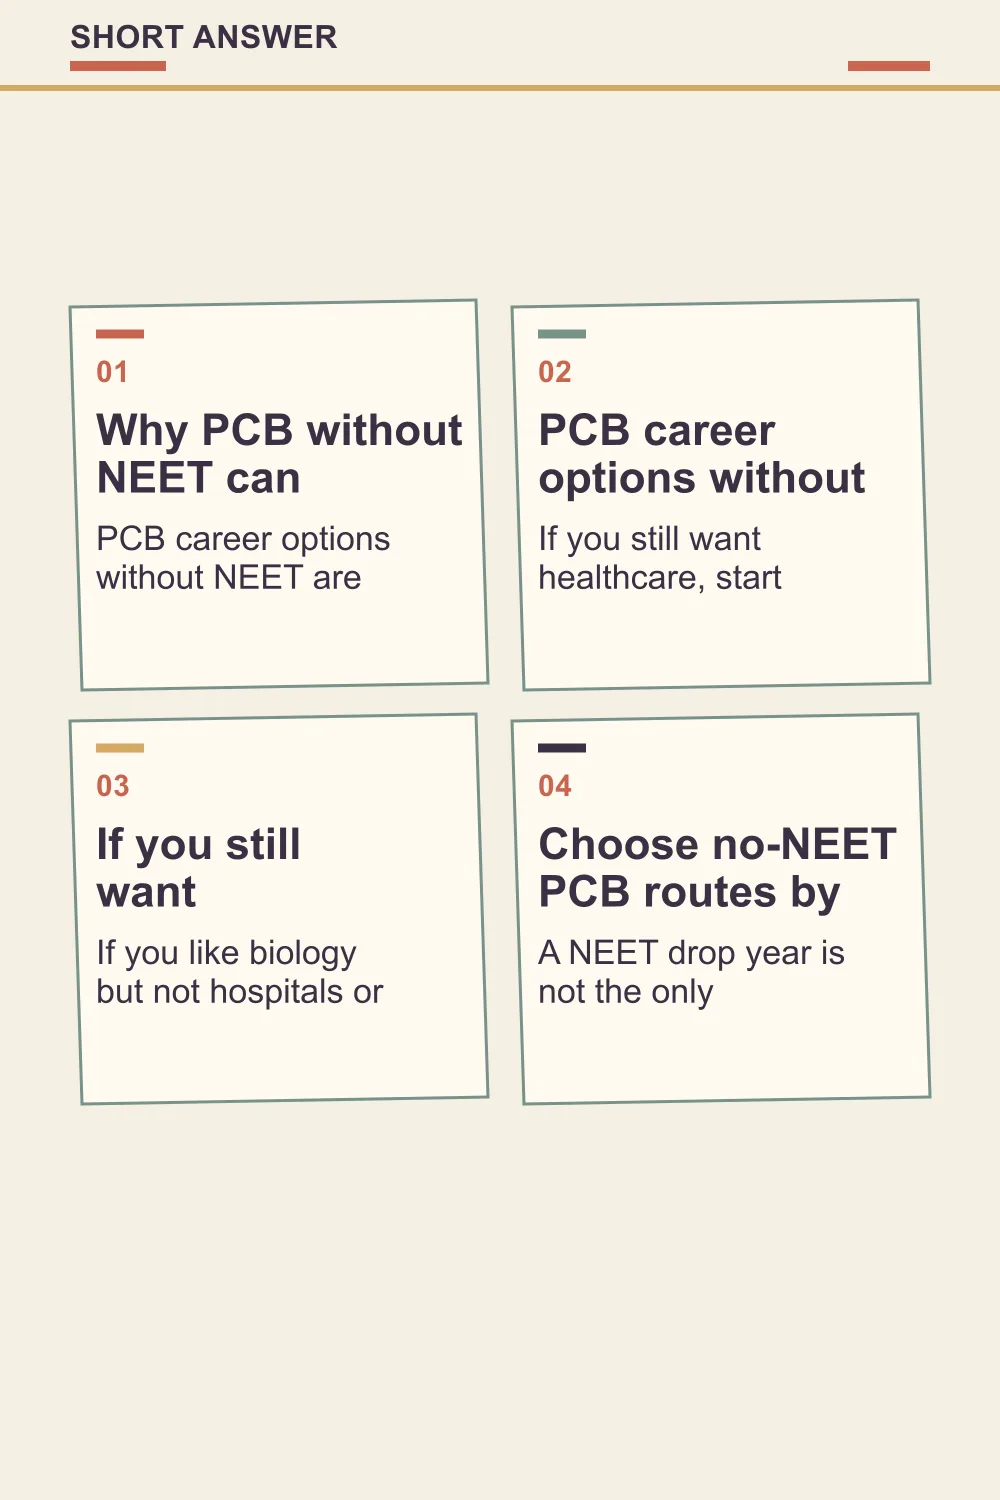 SHORT ANSWER
01
Why PCB without
NEET can
PCB career options
without NEET are
02
PCB career
options without
If you still want
healthcare, start
03
If you still
want
If you like biology
but not hospitals or
04
Choose no-NEET
PCB routes by
A NEET drop year is
not the only